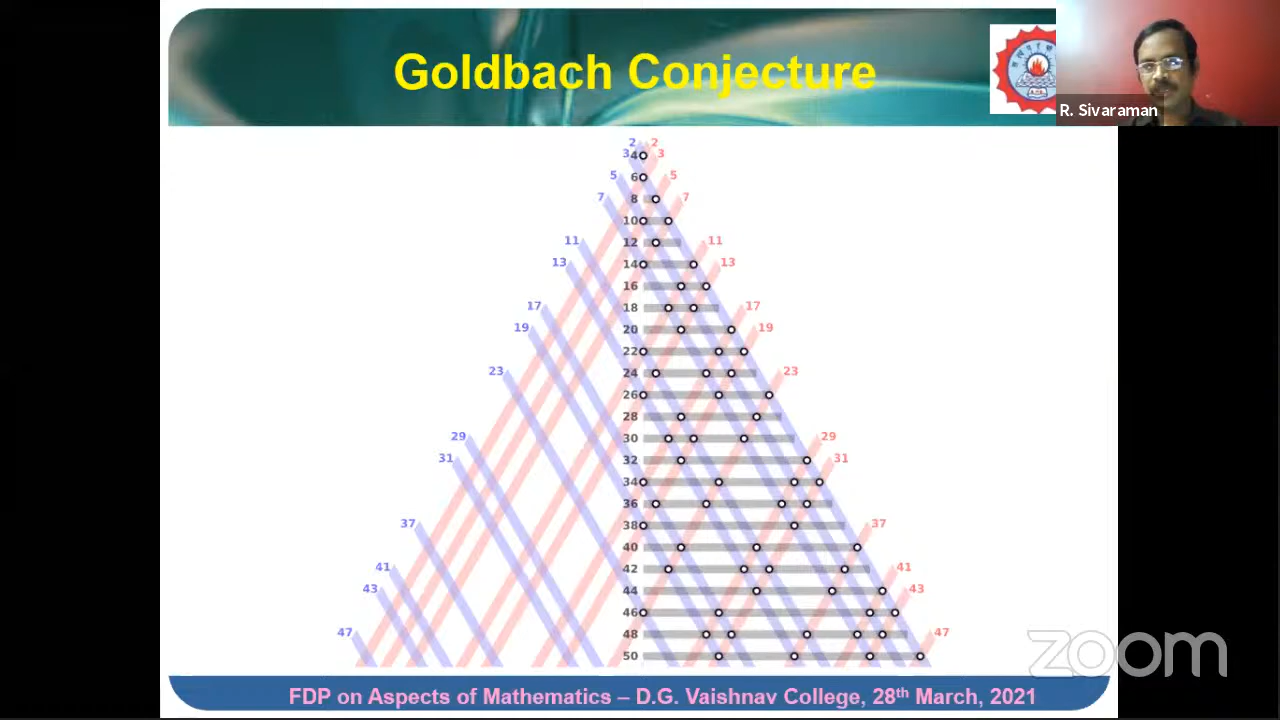 Goldbach Conjecture
R. Sivaraman
2 2
3 4 3
5 6 5
7 8 7
10
11 12 11
13 14 13
16
17 18 17
19 20 19
22
23 24 23
26
28
29 30 29
31 32 31
34
36
37 38 37
40
41 42 41
43 44 43
46
47 48 47
50
zoom
FDP on Aspects of Mathematics – D.G. Vaishnav College, 28th March, 2021